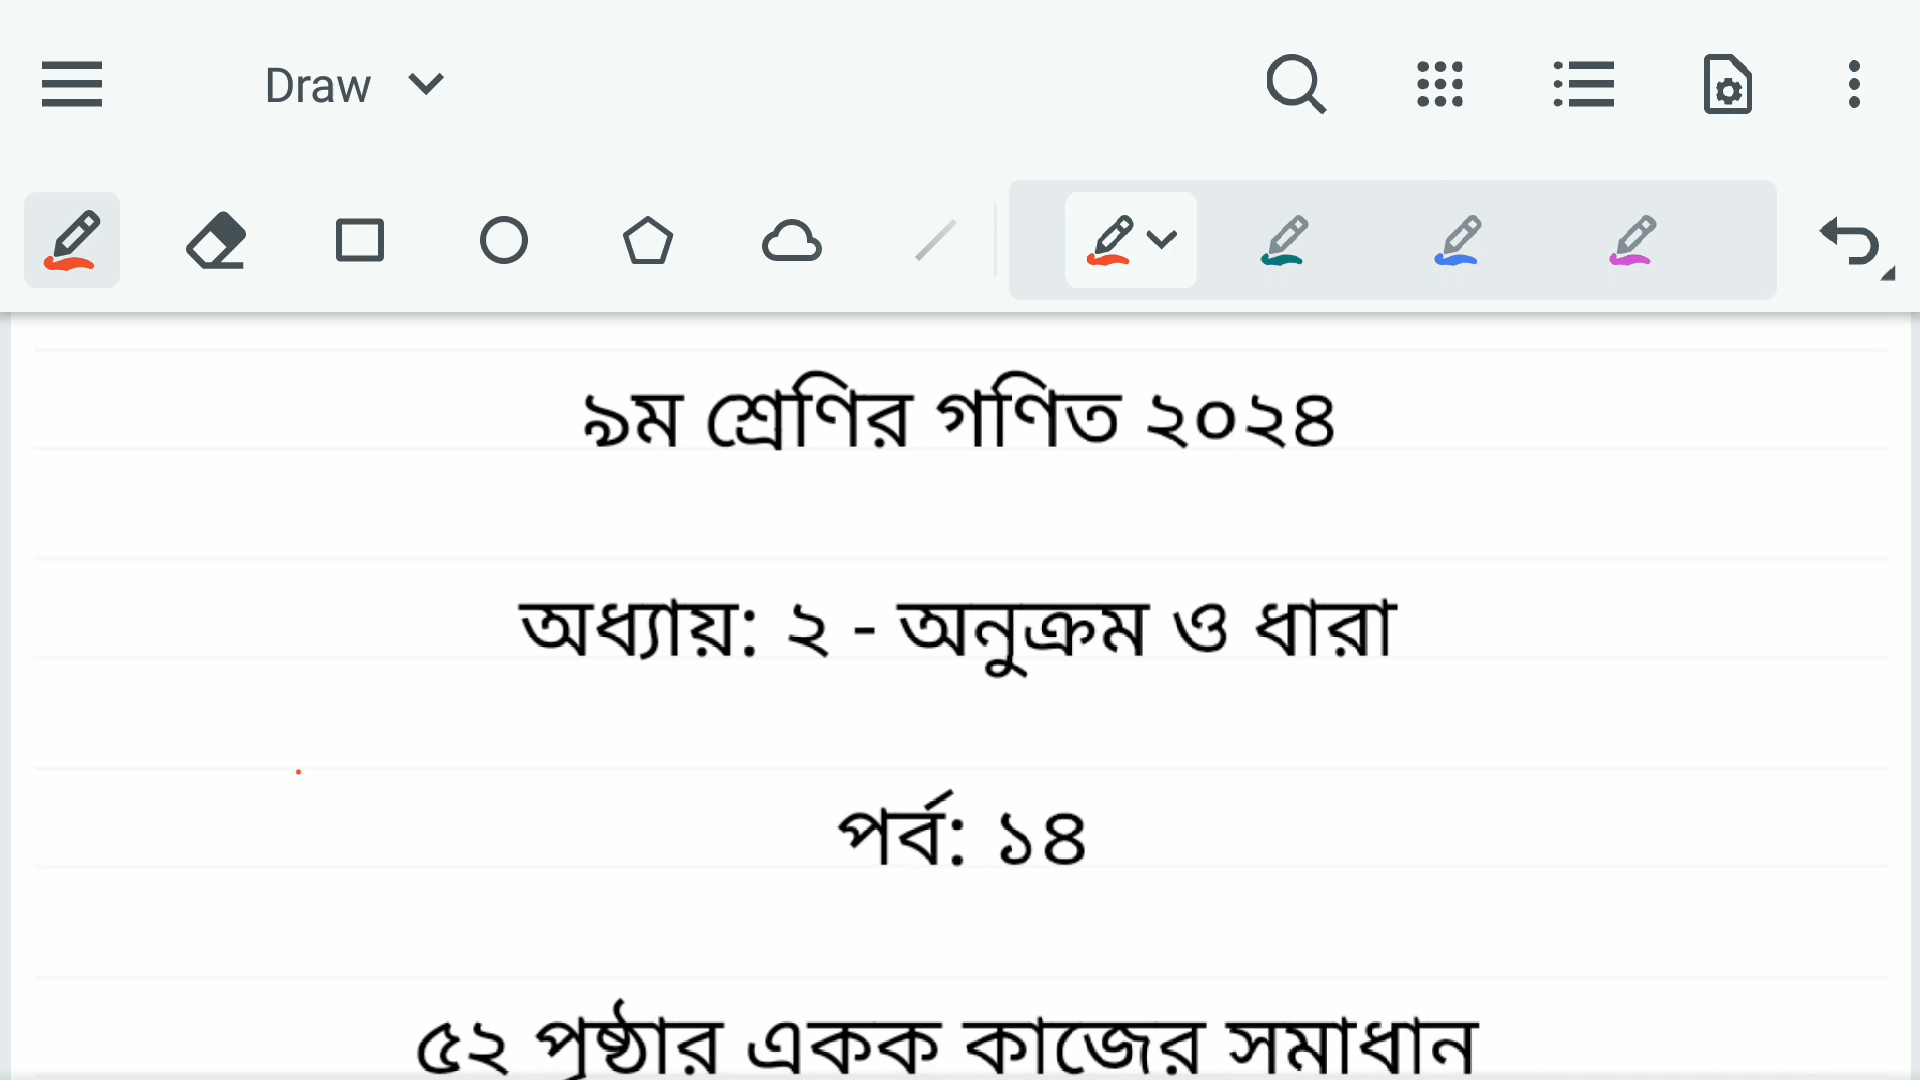 Draw
৯ম শ্রেণির গণিত ২০২৪
অধ্যায়: ২ - অনুক্রম ও ধারা
পর্ব: ১৪
৫২ পৃষ্ঠার একক কাজের সমাধান